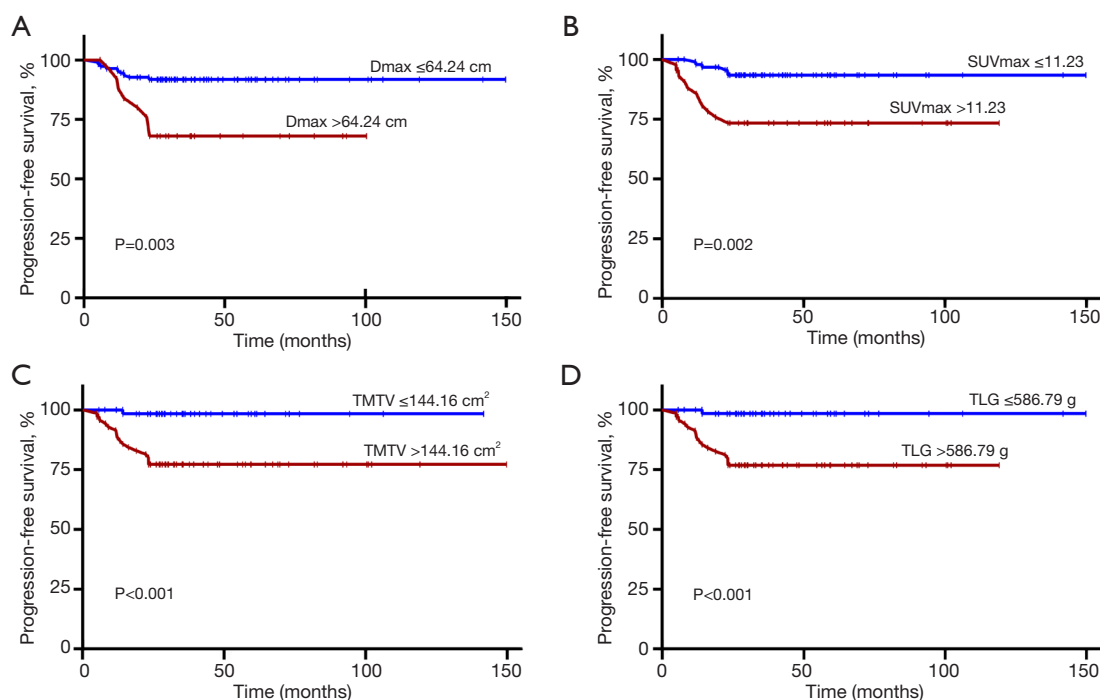 A
Progression-free survival, %
100
75
50
25
0
Dmax ≤64.24 cm
Dmax >64.24 cm
P=0.003
0 50 100 150
Time (months)
B
Progression-free survival, %
100
75
50
25
0
SUVmax ≤11.23
SUVmax >11.23
P=0.002
0 50 100 150
Time (months)
C
Progression-free survival, %
100
75
50
25
0
TMTV ≤144.16 cm²
TMTV >144.16 cm²
P<0.001
0 50 100 150
Time (months)
D
Progression-free survival, %
100
75
50
25
0
TLG ≤586.79 g
TLG >586.79 g
P<0.001
0 50 100 150
Time (months)